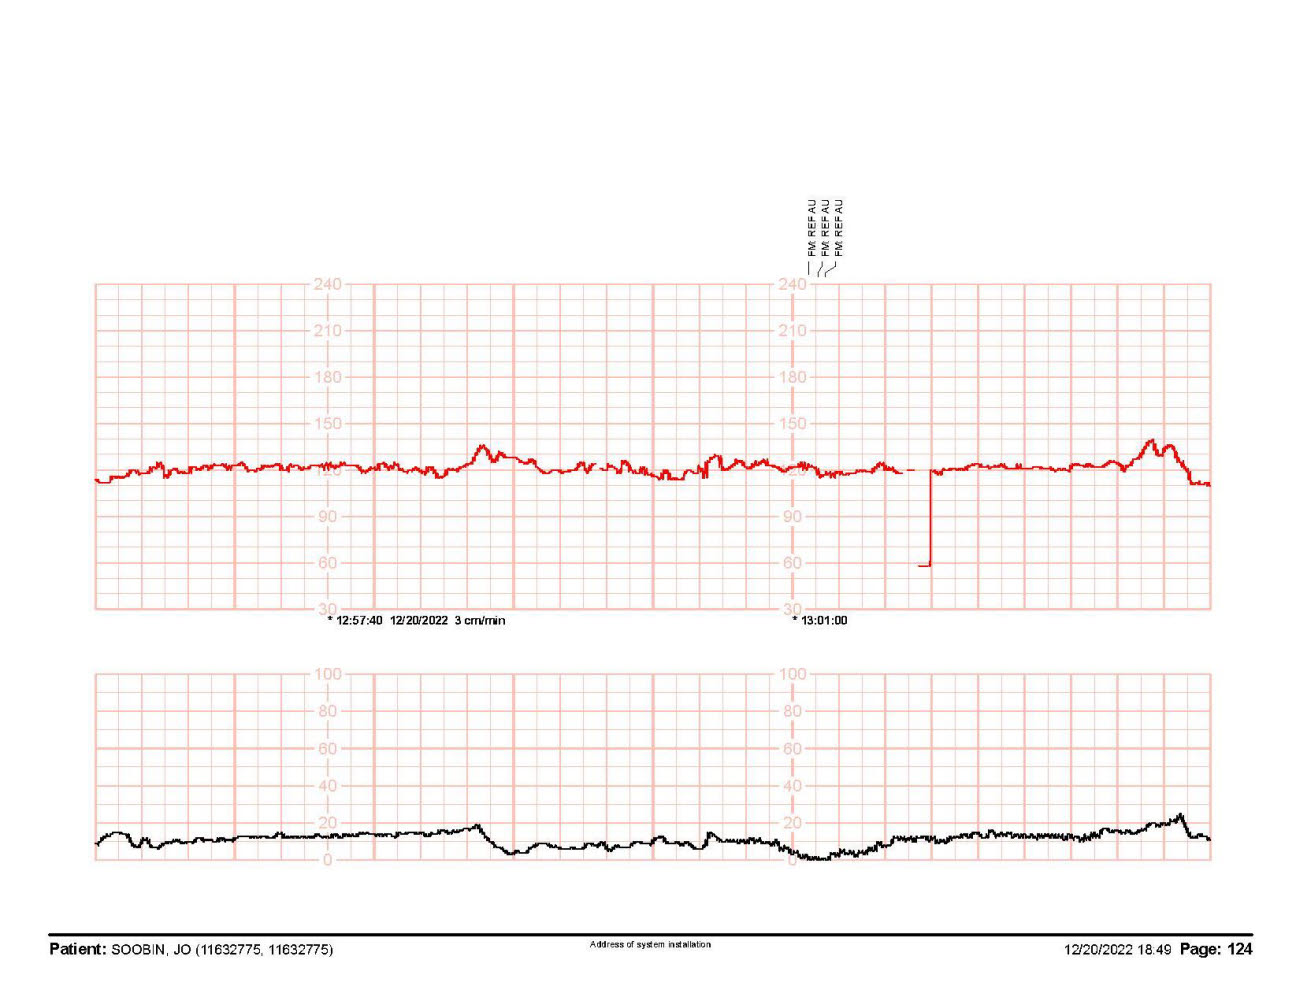 FM: REF AU
FM: REF AU
FM: REF AU
240 240
210 210
180 180
150 150
120 120
90 90
60 60
30 30
* 12:57:40 12/20/2022 3 cm/min * 13:01:00
100 100
80 80
60 60
40 40
20 20
0 0
Patient: SOOBIN, JO (11632775, 11632775) Address of system installation 12/20/2022 18:49 Page: 124